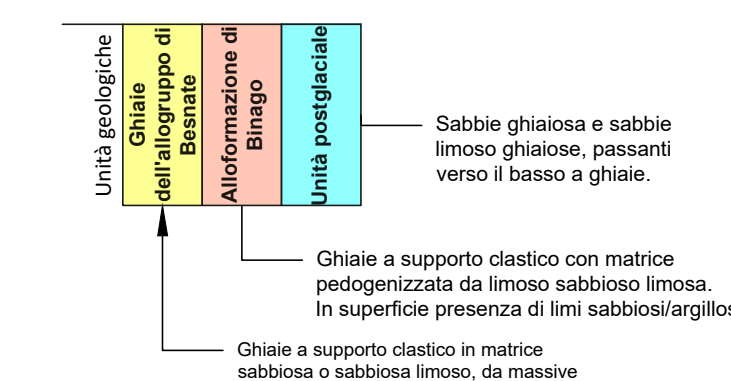 Unità geologiche
Ghiaie
dell'allogruppo di
Besnate
Alloformazione di
Binago
Unità postglaciale
Sabbie ghiaiosa e sabbie
limoso ghiaiose, passanti
verso il basso a ghiaie.
Ghiaie a supporto clastico con matrice
pedogenizzata da limoso sabbioso limosa.
In superficie presenza di limi sabbiosi/argillos
Ghiaie a supporto clastico in matrice
sabbiosa o sabbiosa limoso, da massive